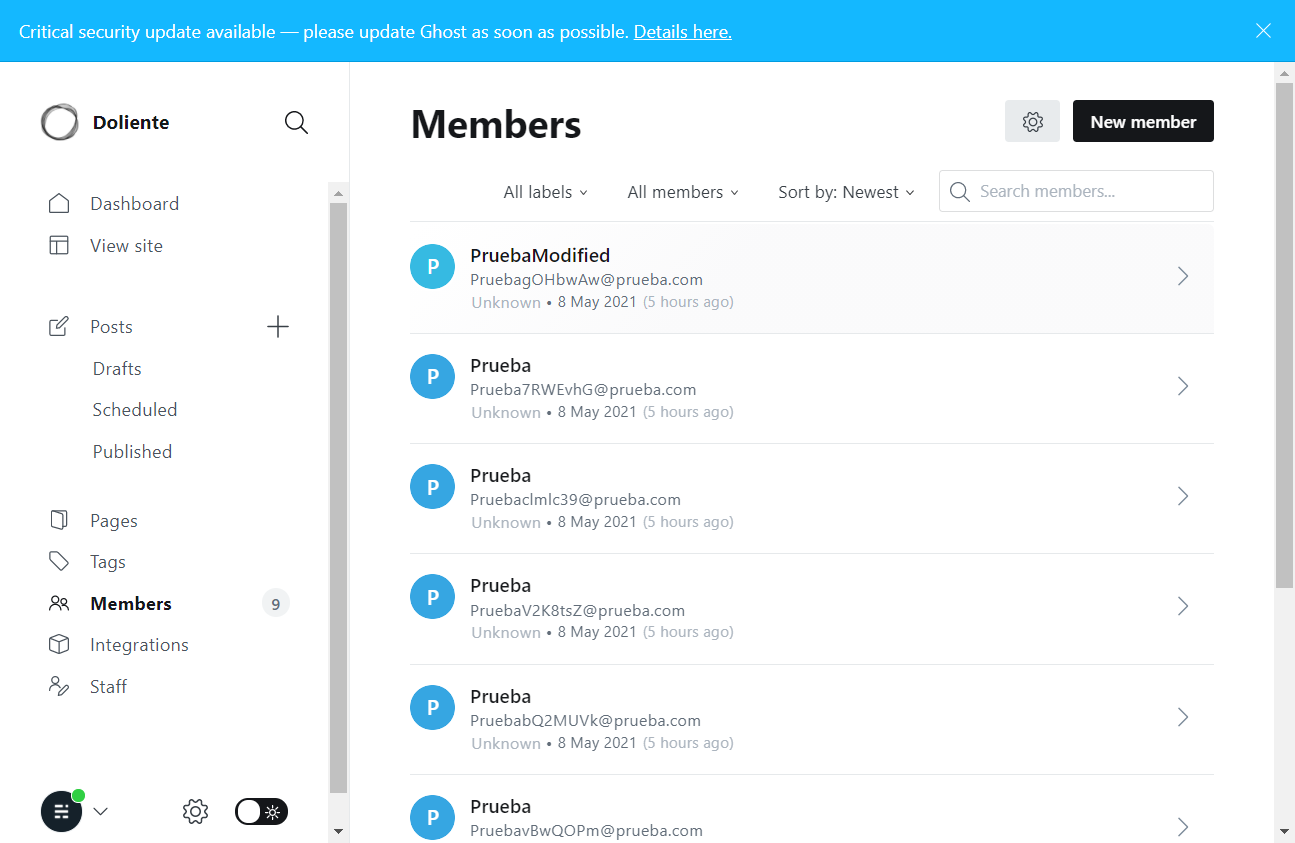 Critical security update available — please update Ghost as soon as possible. Details here.
Doliente
Dashboard
View site
Posts
Drafts
Scheduled
Published
Pages
Tags
Members 9
Integrations
Staff
Members
New member
All labels
All members
Sort by: Newest
Search members...
P
PruebaModified
PruebagOHbwAw@prueba.com
Unknown • 8 May 2021 (5 hours ago)
P
Prueba
Prueba7RWEvhG@prueba.com
Unknown • 8 May 2021 (5 hours ago)
P
Prueba
Pruebaclmlc39@prueba.com
Unknown • 8 May 2021 (5 hours ago)
P
Prueba
PruebaV2K8tsZ@prueba.com
Unknown • 8 May 2021 (5 hours ago)
P
Prueba
PruebabQ2MUVk@prueba.com
Unknown • 8 May 2021 (5 hours ago)
P
Prueba
PruebavBwQOPm@prueba.com